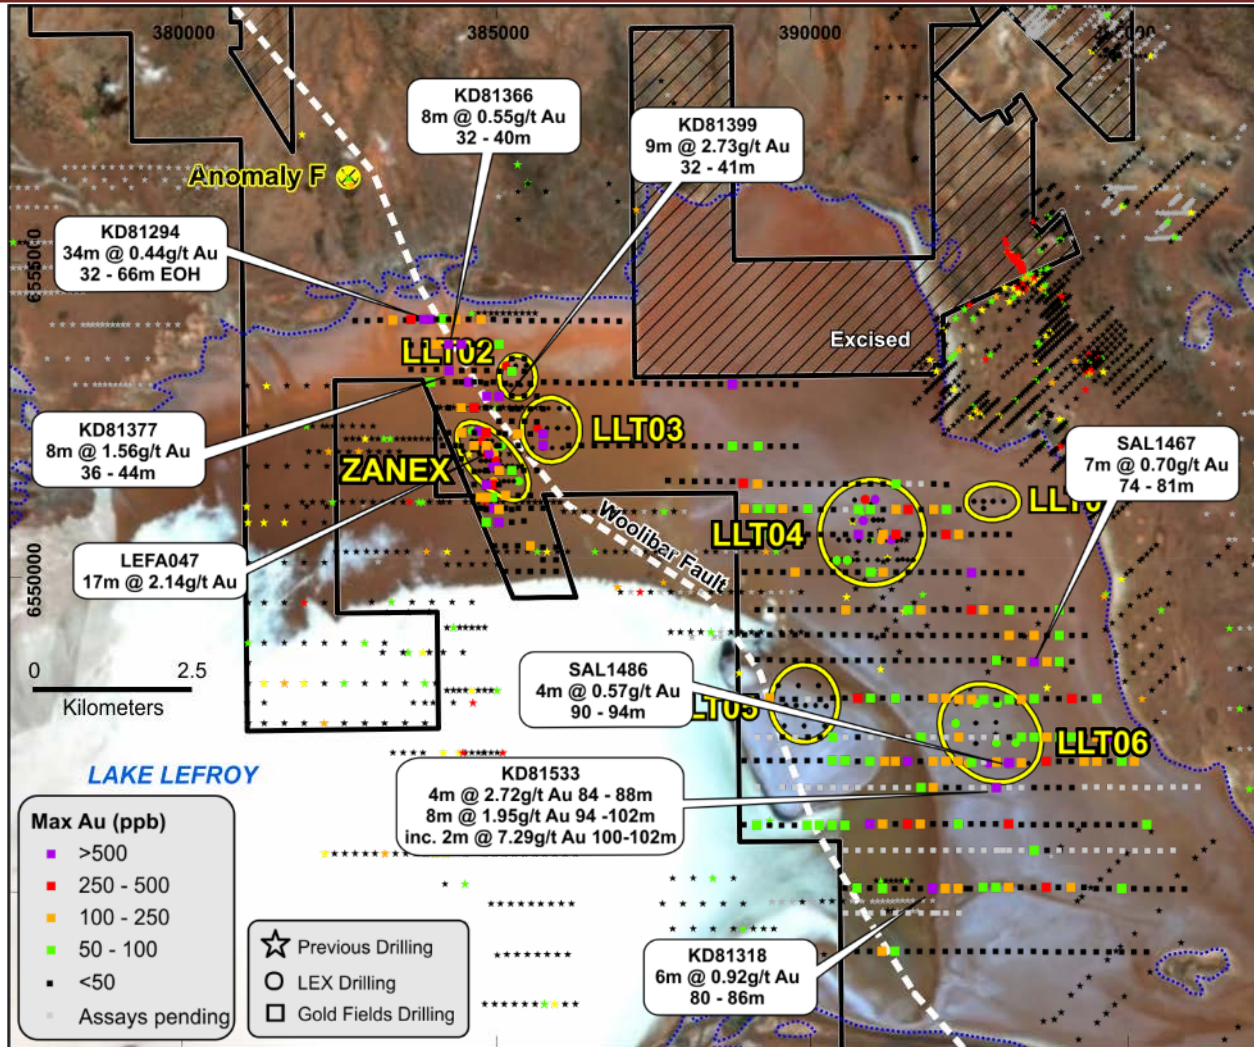 380000
385000
390000
KD81366
8m @ 0.55g/t Au
32 - 40m
KD81399
9m @ 2.73g/t Au
32 - 41m
Anomaly F
KD81294
34m @ 0.44g/t Au
32 - 66m EOH
6555000
Excised
LLT02
LLT03
KD81377
8m @ 1.56g/t Au
36 - 44m
ZANEX
SAL1467
7m @ 0.70g/t Au
74 - 81m
LLT04
Woolibar Fault
LEFA047
17m @ 2.14g/t Au
6550000
0 2.5
Kilometers
SAL1486
4m @ 0.57g/t Au
90 - 94m
LLT05
LLT06
LAKE LEFROY
KD81533
4m @ 2.72g/t Au 84 - 88m
8m @ 1.95g/t Au 94 -102m
inc. 2m @ 7.29g/t Au 100-102m
Max Au (ppb)
>500
250 - 500
100 - 250
50 - 100
<50
Assays pending
Previous Drilling
LEX Drilling
Gold Fields Drilling
KD81318
6m @ 0.92g/t Au
80 - 86m